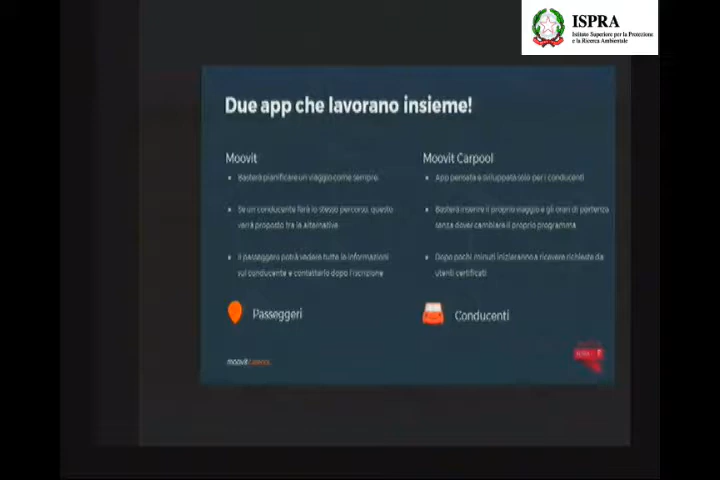 ISPRA
Istituto Superiore per la Protezione
e la Ricerca Ambientale
Due app che lavorano insieme!
Moovit
Basterà pianificare un viaggio come sempre
Se un conducente farà lo stesso percorso, questo
verrà proposto tra le alternative
Il passeggero potrà vedere tutte le informazioni
sul conducente e contattarlo dopo l'iscrizione
Passeggeri
Moovit Carpool
App pensata e sviluppata solo per i conducenti
Basterà inserire il proprio viaggio e gli orari di partenza
senza dover cambiare il proprio programma
Dopo pochi minuti inizieranno a ricevere richieste da
utenti certificati
Conducenti
moovitcarpool